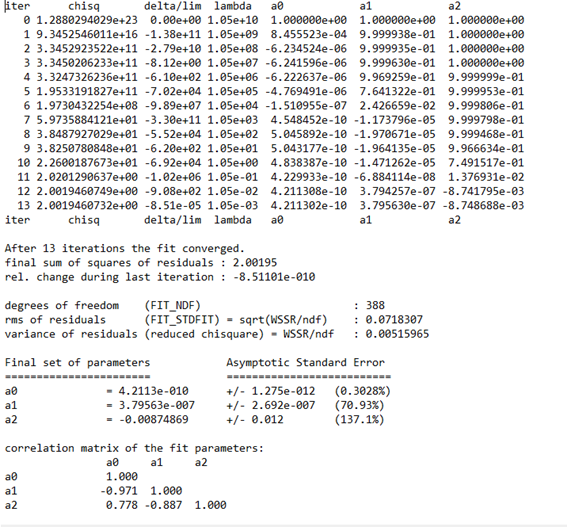 iter chisq delta/lim lambda a0 a1 a2
0 1.2880294029e+23 0.00e+00 1.05e+10 1.000000e+00 1.000000e+00 1.000000e+00
1 9.3452546011e+16 -1.38e+11 1.05e+09 8.455523e-04 9.999938e-01 1.000000e+00
2 3.3452923522e+11 -2.79e+10 1.05e+08 -6.234524e-06 9.999935e-01 1.000000e+00
3 3.3450206233e+11 -8.12e+00 1.05e+07 -6.241596e-06 9.999630e-01 1.000000e+00
4 3.3247326236e+11 -6.10e+02 1.05e+06 -6.222637e-06 9.969259e-01 9.999999e-01
5 1.9533191827e+11 -7.02e+04 1.05e+05 -4.769491e-06 7.641322e-01 9.999953e-01
6 1.9730432254e+08 -9.89e+07 1.05e+04 -1.510955e-07 2.426659e-02 9.999806e-01
7 5.9735884121e+01 -3.30e+11 1.05e+03 4.548452e-10 -1.173796e-05 9.999798e-01
8 3.8487927029e+01 -5.52e+04 1.05e+02 5.045892e-10 -1.970671e-05 9.999468e-01
9 3.8250780848e+01 -6.20e+02 1.05e+01 5.043177e-10 -1.964135e-05 9.966634e-01
10 2.2600187673e+01 -6.92e+04 1.05e+00 4.838387e-10 -1.471262e-05 7.491517e-01
11 2.0201290637e+00 -1.02e+06 1.05e-01 4.229933e-10 -6.884114e-08 1.376931e-02
12 2.0019460749e+00 -9.08e+02 1.05e-02 4.211308e-10 3.794257e-07 -8.741795e-03
13 2.0019460732e+00 -8.51e-05 1.05e-03 4.211302e-10 3.795630e-07 -8.748688e-03
iter chisq delta/lim lambda a0 a1 a2
After 13 iterations the fit converged.
final sum of squares of residuals : 2.00195
rel. change during last iteration : -8.51101e-010
degrees of freedom (FIT_NDF) : 388
rms of residuals (FIT_STDFIT) = sqrt(WSSR/ndf) : 0.0718307
variance of residuals (reduced chisquare) = WSSR/ndf : 0.00515965
Final set of parameters Asymptotic Standard Error
======================= ==========================
a0 = 4.2113e-010 +/- 1.275e-012 (0.3028%)
a1 = 3.79563e-007 +/- 2.692e-007 (70.93%)
a2 = -0.00874869 +/- 0.012 (137.1%)
correlation matrix of the fit parameters:
a0 a1 a2
a0 1.000
a1 -0.971 1.000
a2 0.778 -0.887 1.000